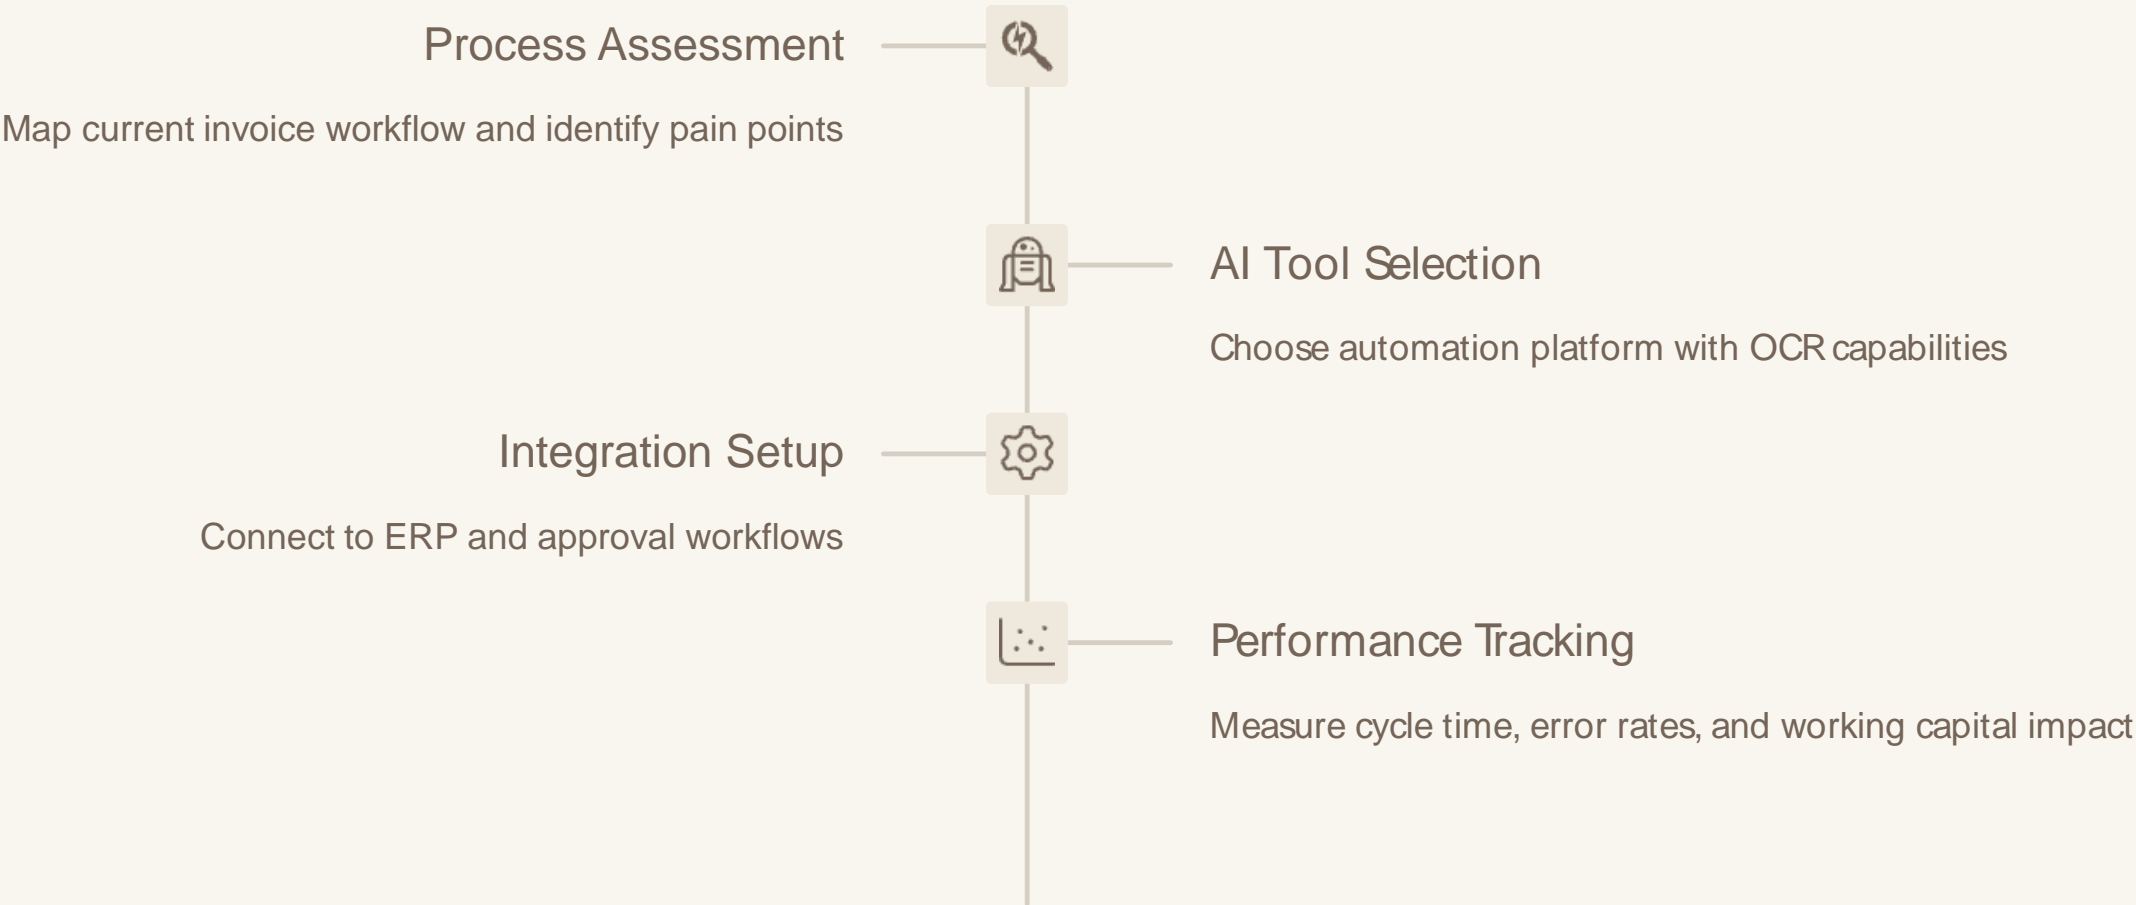 Process Assessment
Map current invoice workflow and identify pain points
AI Tool Selection
Choose automation platform with OCR capabilities
Integration Setup
Connect to ERP and approval workflows
Performance Tracking
Measure cycle time, error rates, and working capital impact